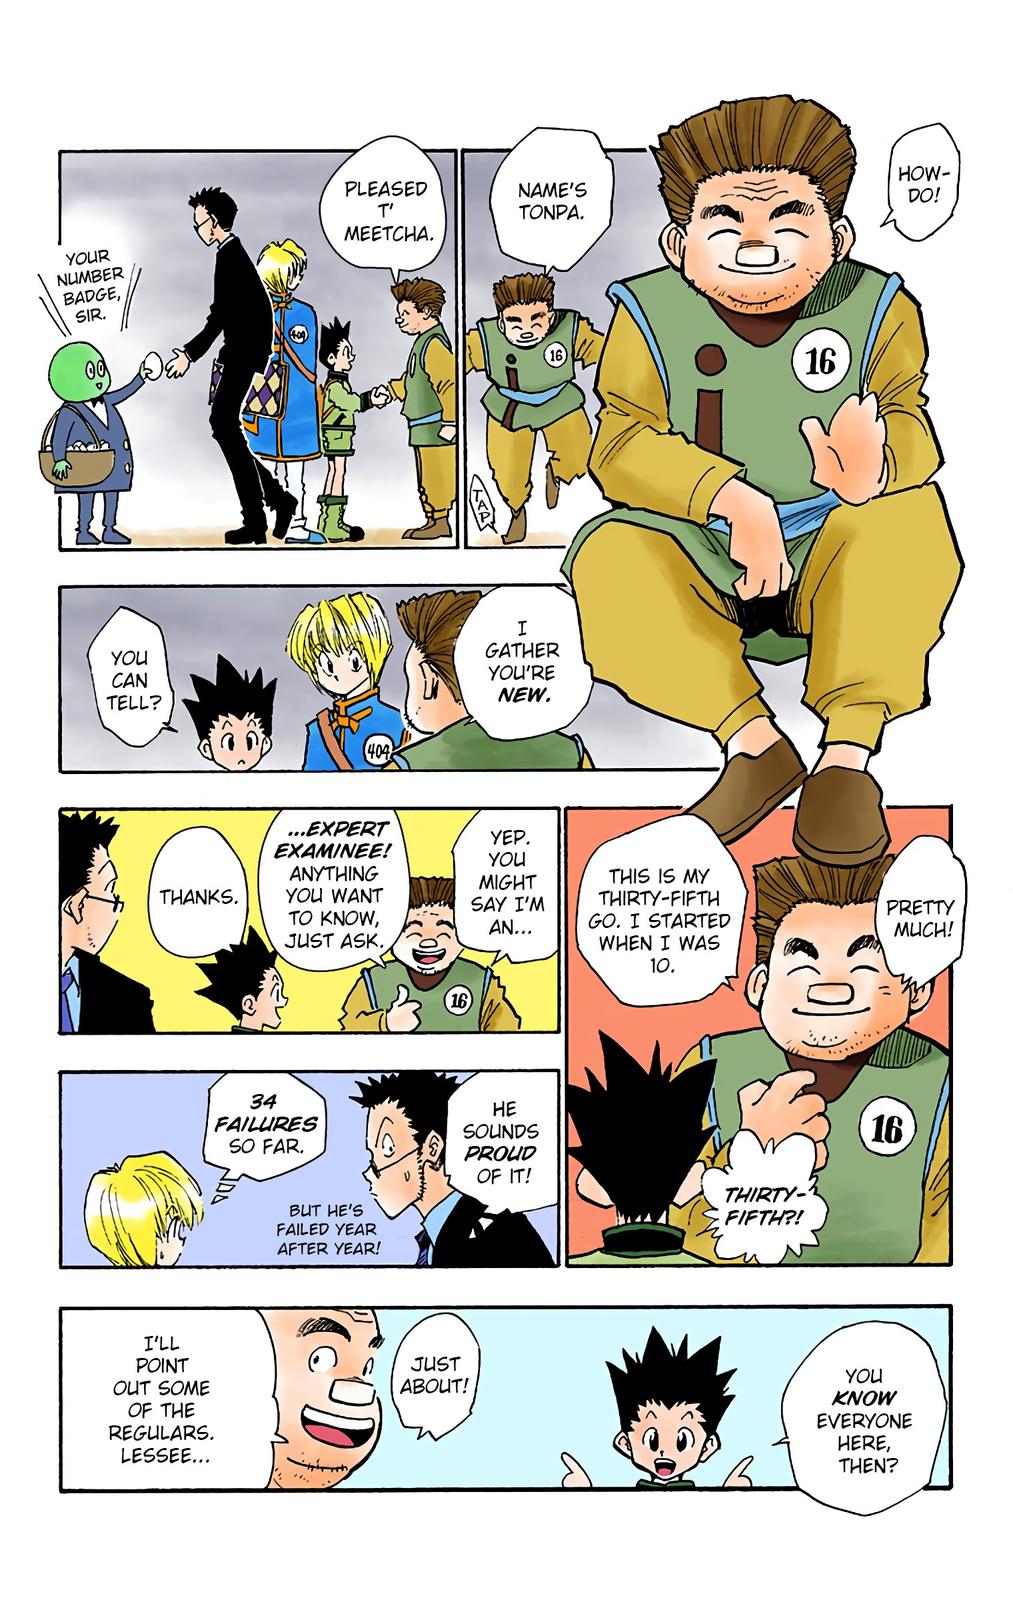 HOW-
DO!
16
NAME'S
TONPA.
16
TAP
PLEASED
T'
MEETCHA.
YOUR
NUMBER
BADGE,
SIR.
404
I
GATHER
YOU'RE
NEW.
YOU
CAN
TELL?
404
PRETTY
MUCH!
THIS IS MY
THIRTY-FIFTH
GO. I STARTED
WHEN I WAS
10.
16
THIRTY-
FIFTH?!
YEP.
YOU
MIGHT
SAY I'M
AN...
...EXPERT
EXAMINEE!
ANYTHING
YOU WANT
TO KNOW,
JUST ASK.
16
THANKS.
HE
SOUNDS
PROUD
OF IT!
34
FAILURES
SO FAR.
BUT HE'S
FAILED YEAR
AFTER YEAR!
YOU
KNOW
EVERYONE
HERE,
THEN?
JUST
ABOUT!
I'LL
POINT
OUT SOME
OF THE
REGULARS.
LESSEE...